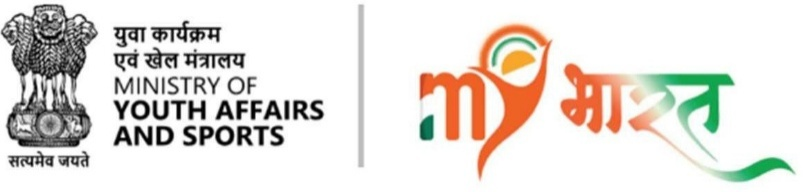 युवा कार्यक्रम
एवं खेल मंत्रालय
MINISTRY OF
YOUTH AFFAIRS
AND SPORTS
सत्यमेव जयते
my भारत